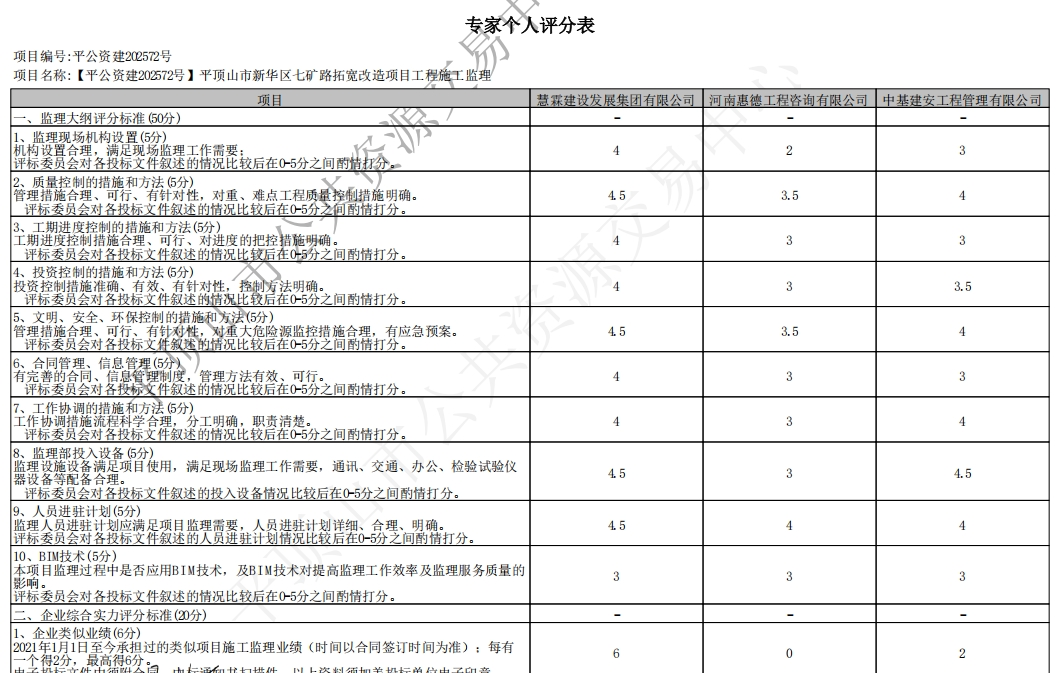 专家个人评分表
项目编号:平公资建202572号
项目名称:【平公资建202572号】平顶山市新华区七矿路拓宽改造项目工程施工监理
项目 慧霖建设发展集团有限公司 河南惠德工程咨询有限公司 中基建安工程管理有限公司
一、监理大纲评分标准(50分) - - -
1、监理现场机构设置(5分)
机构设置合理，满足现场监理工作需要;
评标委员会对各投标文件叙述的情况比较后在0-5分之间酌情打分。
4 2 3
2、质量控制的措施和方法(5分)
管理措施合理、可行、有针对性，对重、难点工程质量控制措施明确。
评标委员会对各投标文件叙述的情况比较后在0-5分之间酌情打分。
4.5 3.5 4
3、工期进度控制的措施和方法(5分)
工期进度控制措施合理、可行、对进度的把控措施明确。
评标委员会对各投标文件叙述的情况比较后在0-5分之间酌情打分。
4 3 3
4、投资控制的措施和方法(5分)
投资控制措施准确、有效、有针对性，控制方法明确。
评标委员会对各投标文件叙述的情况比较后在0-5分之间酌情打分。
4 3 3.5
5、文明、安全、环保控制的措施和方法(5分)
管理措施合理、可行、有针对性，对重大危险源监控措施合理，有应急预案。
评标委员会对各投标文件叙述的情况比较后在0-5分之间酌情打分。
4.5 3.5 4
6、合同管理、信息管理(5分)
有完善的合同、信息管理制度，管理方法有效、可行。
评标委员会对各投标文件叙述的情况比较后在0-5分之间酌情打分。
4 3 3
7、工作协调的措施和方法(5分)
工作协调措施流程科学合理，分工明确，职责清楚。
评标委员会对各投标文件叙述的情况比较后在0-5分之间酌情打分。
4 3 4
8、监理部投入设备(5分)
监理设施设备满足项目使用，满足现场监理工作需要，通讯、交通、办公、检验试验仪
器设备等配备合理。
评标委员会对各投标文件叙述的投入设备情况比较后在0-5分之间酌情打分。
4.5 3 4.5
9、人员进驻计划(5分)
监理人员进驻计划应满足项目监理需要，人员进驻计划详细、合理、明确。
评标委员会对各投标文件叙述的人员进驻计划情况比较后在0-5分之间酌情打分。
4.5 4 4
10、BIM技术(5分)
本项目监理过程中是否应用BIM技术，及BIM技术对提高监理工作效率及监理服务质量的
影响。
评标委员会对各投标文件叙述的情况比较后在0-5分之间酌情打分。
3 3 3
二、企业综合实力评分标准(20分) - - -
1、企业类似业绩(6分)
2021年1月1日至今承担过的类似项目施工监理业绩（时间以合同签订时间为准）；每有
一个得2分，最高得6分。
6 0 2
平顶山市公共资源交易中心
平顶山市公共资源交易中心